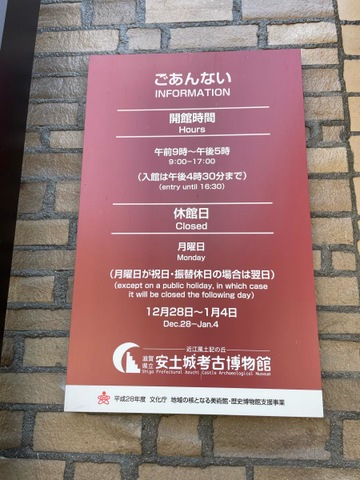 ごあんない
INFORMATION
開館時間
Hours
午前9時～午後5時
9:00-17:00
(入館は午後4時30分まで)
(entry until 16:30)
休館日
Closed
月曜日
Monday
(月曜日が祝日・振替休日の場合は翌日)
(except on a public holiday, in which case
it will be closed the following day)
12月28日～1月4日
Dec.28-Jan.4
近江風土記の丘
滋賀県立 安土城考古博物館
Shiga Prefectural Azuchi Castle Archaeological Museum
平成28年度 文化庁 地域の核となる美術館・歴史博物館支援事業